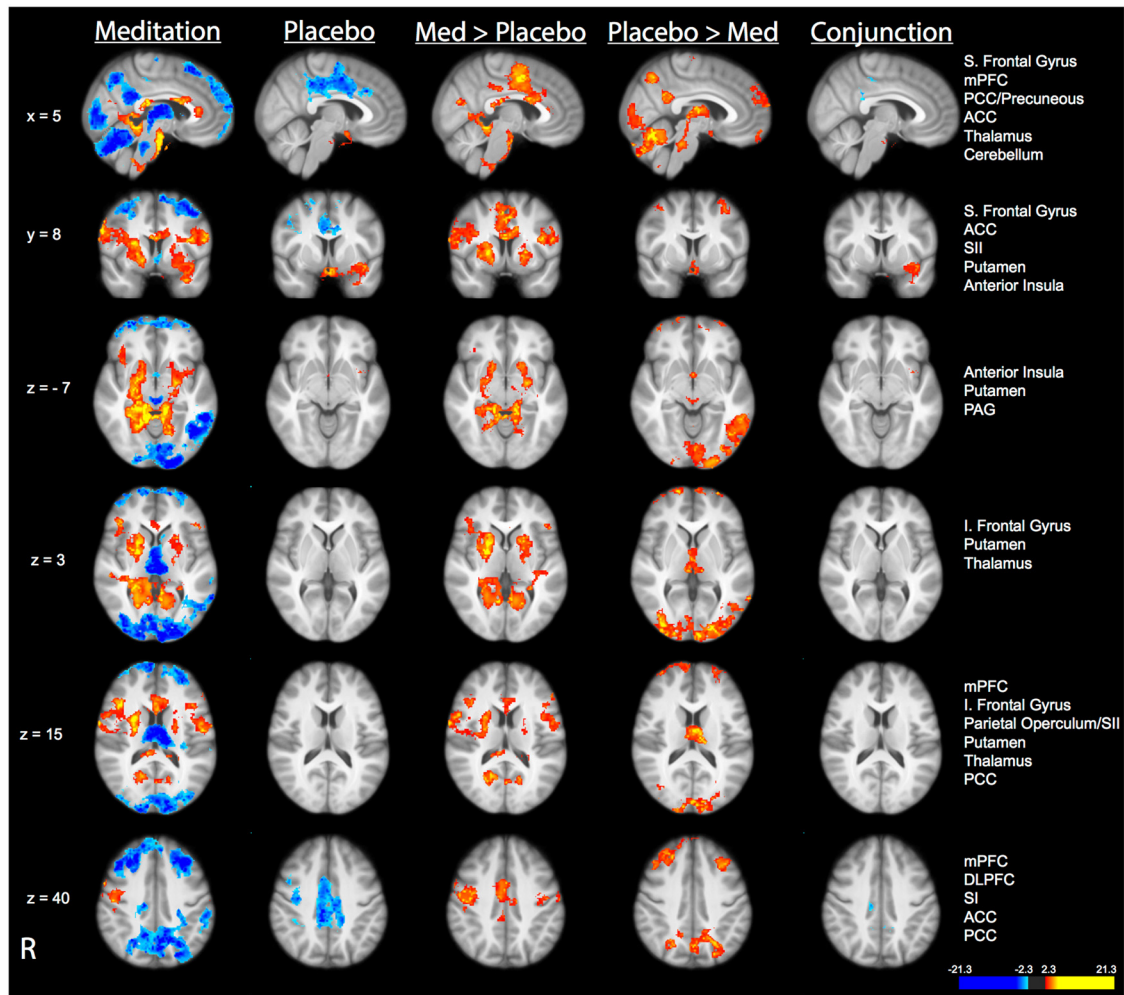 Meditation Placebo Med > Placebo Placebo > Med Conjunction
x = 5
S. Frontal Gyrus
mPFC
PCC/Precuneous
ACC
Thalamus
Cerebellum
y = 8
S. Frontal Gyrus
ACC
SII
Putamen
Anterior Insula
z = - 7
Anterior Insula
Putamen
PAG
z = 3
I. Frontal Gyrus
Putamen
Thalamus
z = 15
mPFC
I. Frontal Gyrus
Parietal Operculum/SII
Putamen
Thalamus
PCC
z = 40
mPFC
DLPFC
SI
ACC
PCC
R
-21.3 -2.3 2.3 21.3